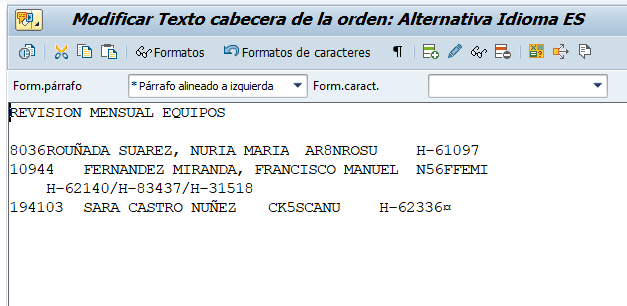 Modificar Texto cabecera de la orden: Alternativa Idioma ES
Formatos Formatos de caracteres ¶
Form.párrafo * Párrafo alineado a izquierda Form.caract.
REVISION MENSUAL EQUIPOS
8036ROUÑADA SUAREZ, NURIA MARIA AR8NROSU H-61097
10944 FERNANDEZ MIRANDA, FRANCISCO MANUEL N56FFEMI
H-62140/H-83437/H-31518
194103 SARA CASTRO NUÑEZ CK5SCANU H-62336¤